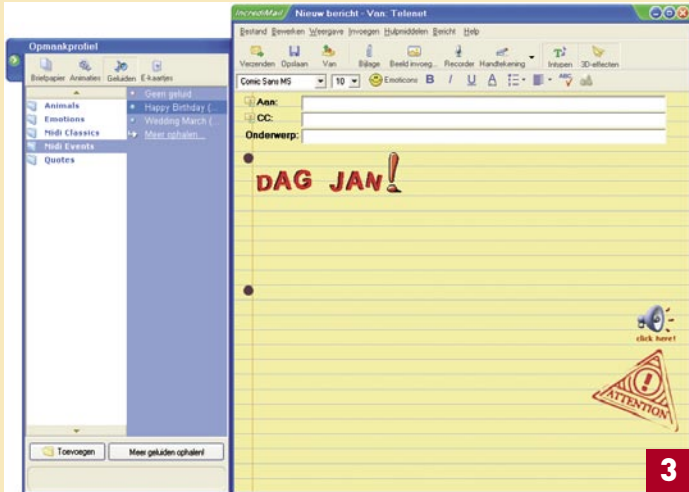 IncrediMail Nieuw bericht - Van: Telenet
Bestand Bewerken Weergave Invoegen Hulpmiddelen Bericht Help
Verzenden Opslaan Van Bijlage Beeld invoeg... Recorder Handtekening Intypen 3D-effecten
Comic Sans MS 10 Emoticons B I U A ABC
Aan:
CC:
Onderwerp:
DAG JAN!
click here!
ATTENTION
Opmaakprofiel
Briefpapier Animaties Geluiden E-kaartjes
Animals
Emotions
Midi Classics
Midi Events
Quotes
Geen geluid
Happy Birthday (...
Wedding March (...
Meer ophalen...
Toevoegen Meer geluiden ophalen!
3